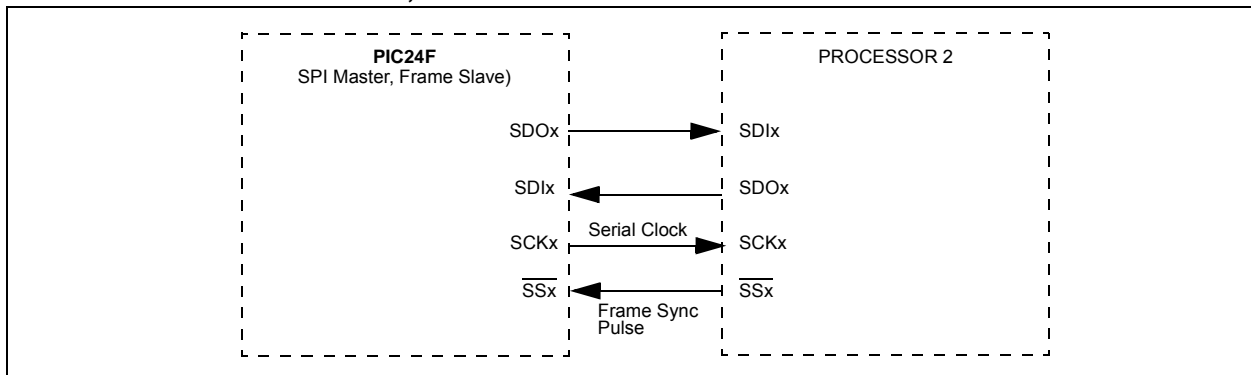 PIC24F
SPI Master, Frame Slave)
PROCESSOR 2
SDOx
SDIx
SDIx
SDOx
Serial Clock
SCKx
SCKx
SSx
SSx
Frame Sync
Pulse